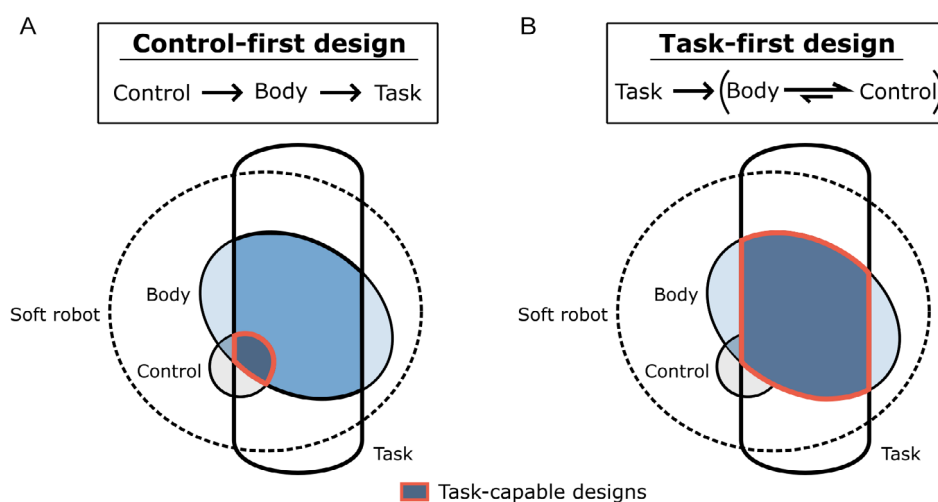 A
Control-first design
Control → Body → Task
Soft robot
Body
Control
Task
B
Task-first design
Task → (Body ⇌ Control)
Soft robot
Body
Control
Task
Task-capable designs